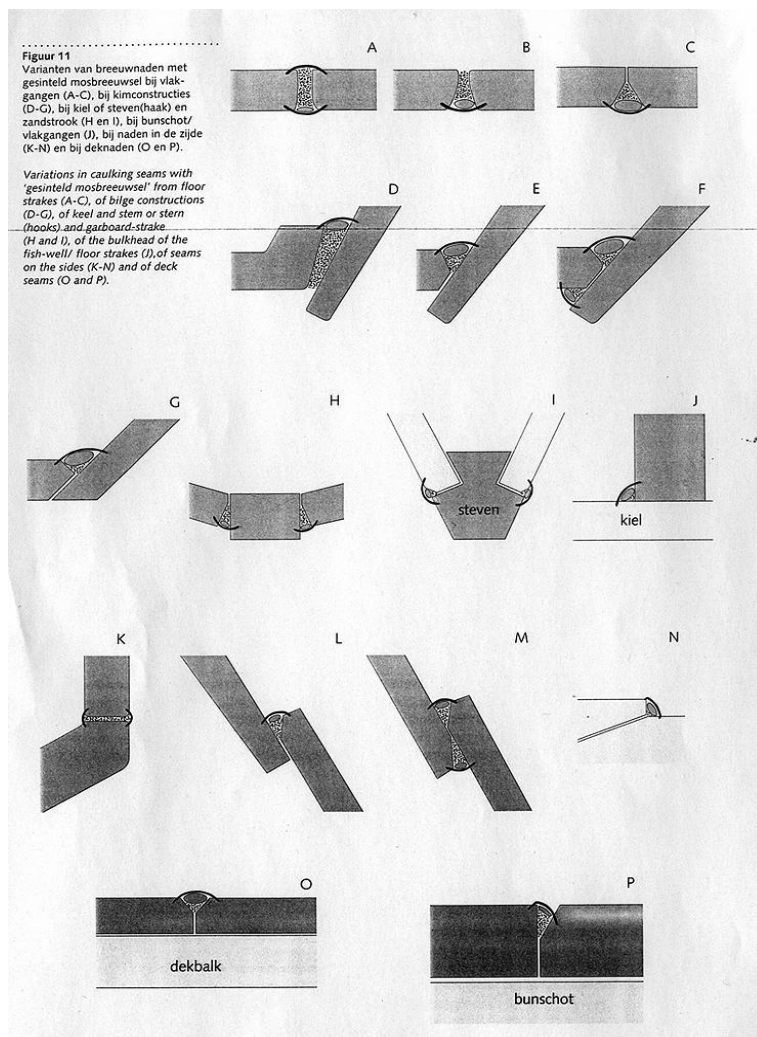 Figuur 11
Varianten van breeuwnaden met
gesinteld mosbreeuwsel bij vlak-
gangen (A-C), bij kimconstructies
(D-G), bij kiel of steven(haak) en
zandstrook (H en I), bij bunschot/
vlakgangen (J), bij naden in de zijde
(K-N) en bij deknaden (O en P).
Variations in caulking seams with
'gesinteld mosbreeuwsel' from floor
strakes (A-C), of bilge constructions
(D-G), of keel and stem or stern
(hooks) and garboard-strake
(H and I), of the bulkhead of the
fish-well/ floor strakes (J),of seams
on the sides (K-N) and of deck
seams (O and P).
A
B
C
D
E
F
G
H
I
J
steven
kiel
K
L
M
N
O
P
dekbalk
bunschot